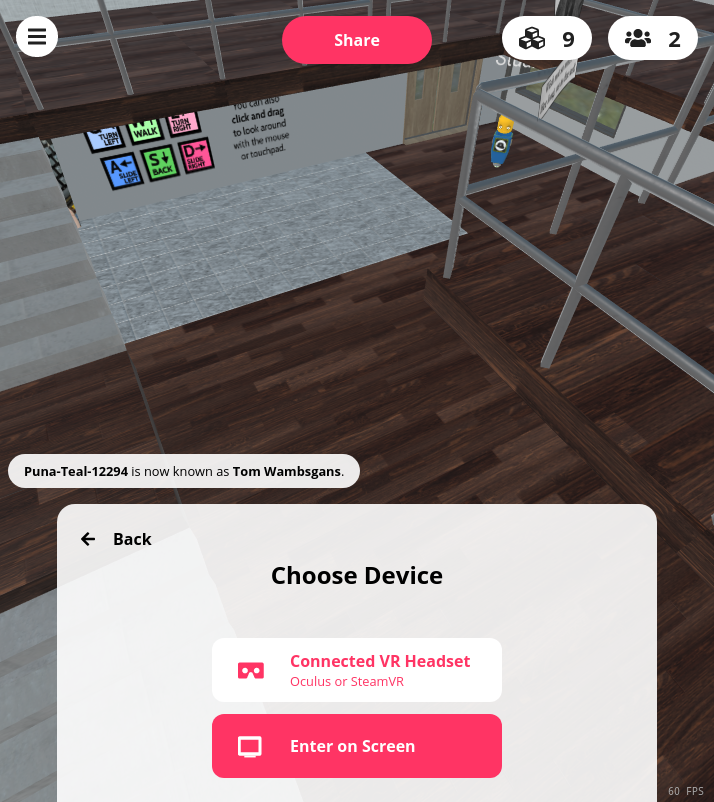 Share
9
2
You can also
click and drag
to look around
with the mouse
or touchpad.
TURN
LEFT
WALK
TURN
RIGHT
A
SLIDE
LEFT
S
BACK
D
SLIDE
RIGHT
Puna-Teal-12294 is now known as Tom Wambsgans.
Back
Choose Device
Connected VR Headset
Oculus or SteamVR
Enter on Screen
60 FPS